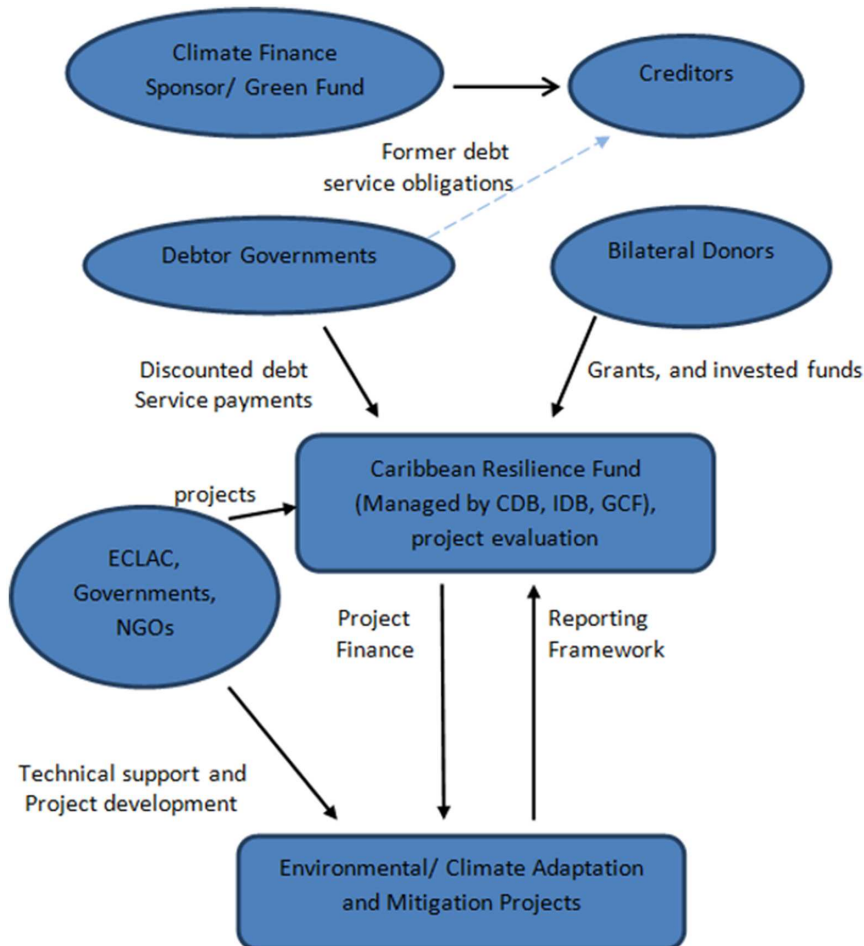 Climate Finance
Sponsor/ Green Fund
Creditors
Former debt
service obligations
Debtor Governments
Bilateral Donors
Discounted debt
Service payments
Grants, and invested funds
Caribbean Resilience Fund
(Managed by CDB, IDB, GCF),
project evaluation
projects
ECLAC,
Governments,
NGOs
Project
Finance
Reporting
Framework
Technical support and
Project development
Environmental/ Climate Adaptation
and Mitigation Projects